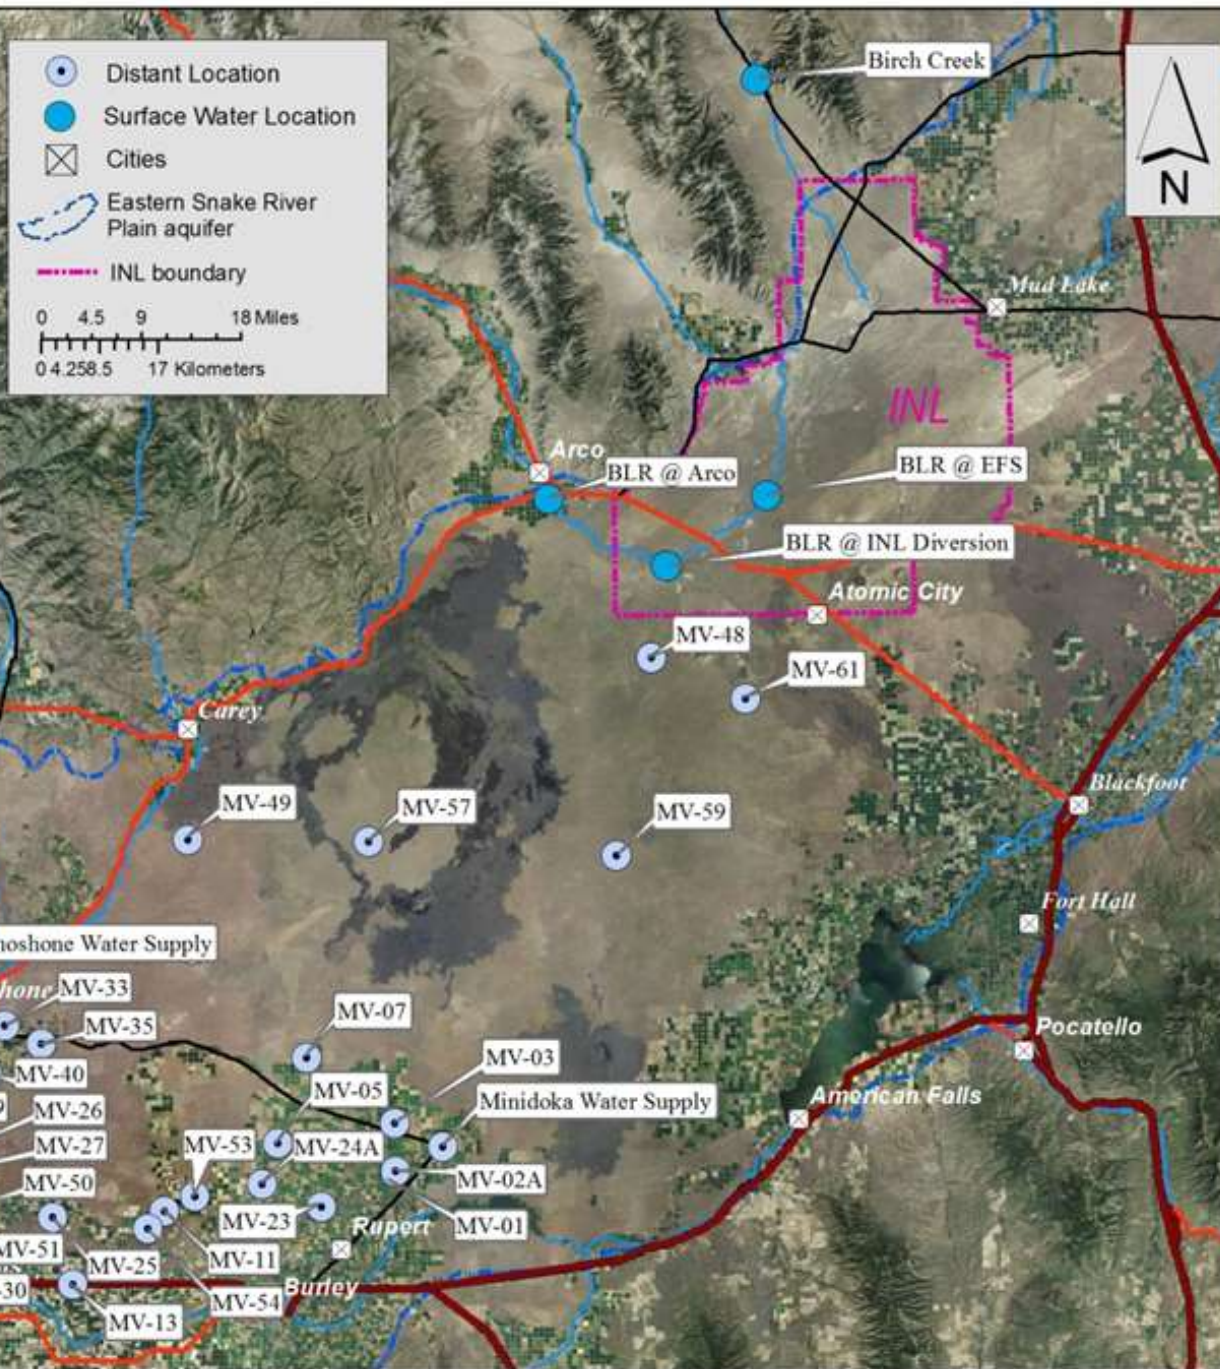 Distant Location
Surface Water Location
Cities
Eastern Snake River
Plain aquifer
INL boundary
0 4.5 9 18 Miles
0 4.258.5 17 Kilometers
Birch Creek
N
Mud Lake
INL
Arco
BLR @ Arco
BLR @ EFS
BLR @ INL Diversion
Atomic City
MV-48
MV-61
Carey
Blackfoot
MV-49
MV-57
MV-59
Fort Hall
hoshone Water Supply
hone
MV-33
MV-07
MV-35
Pocatello
MV-03
MV-40
MV-05
American Falls
Minidoka Water Supply
9
MV-26
MV-27
MV-53
MV-24A
MV-02A
MV-50
MV-23
Rupert
MV-01
MV-51
MV-25
MV-11
-30
Burley
MV-54
MV-13